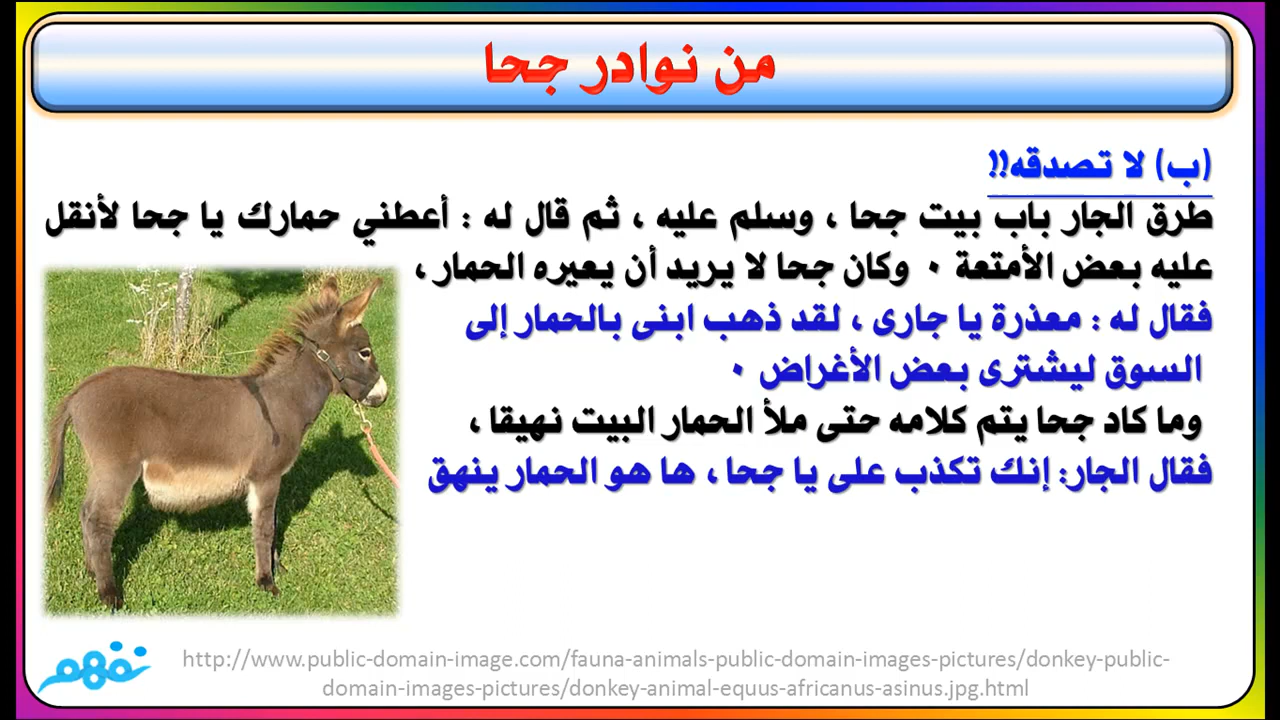 من نوادر جحا
(ب) لا تصدقه!!
طرق الجار باب بيت جحا ، وسلم عليه ، ثم قال له : أعطني حمارك يا جحا لأنقل
عليه بعض الأمتعة ٠ وكان جحا لا يريد أن يعيره الحمار ،
فقال له : معذرة يا جارى ، لقد ذهب ابنى بالحمار إلى
السوق ليشترى بعض الأغراض ٠
وما كاد جحا يتم كلامه حتى ملأ الحمار البيت نهيقا ،
فقال الجار: إنك تكذب على يا جحا ، ها هو الحمار ينهق
نفهم
http://www.public-domain-image.com/fauna-animals-public-domain-images-pictures/donkey-public-
domain-images-pictures/donkey-animal-equus-africanus-asinus.jpg.html